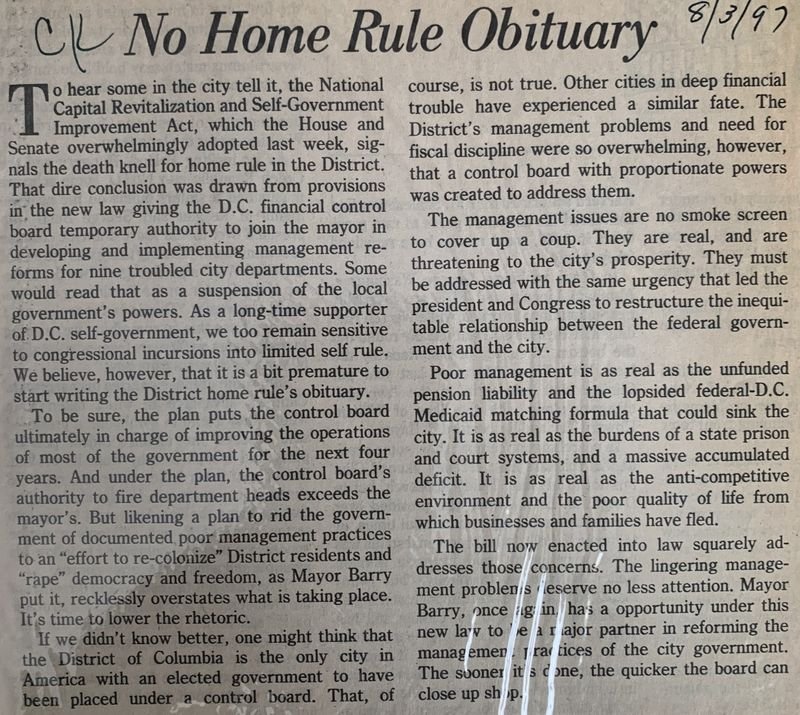 CK No Home Rule Obituary 8/3/97
To hear some in the city tell it, the National
Capital Revitalization and Self-Government
Improvement Act, which the House and
Senate overwhelmingly adopted last week, sig-
nals the death knell for home rule in the District.
That dire conclusion was drawn from provisions
in the new law giving the D.C. financial control
board temporary authority to join the mayor in
developing and implementing management re-
forms for nine troubled city departments. Some
would read that as a suspension of the local
government's powers. As a long-time supporter
of D.C. self-government, we too remain sensitive
to congressional incursions into limited self rule.
We believe, however, that it is a bit premature to
start writing the District home rule's obituary.
To be sure, the plan puts the control board
ultimately in charge of improving the operations
of most of the government for the next four
years. And under the plan, the control board's
authority to fire department heads exceeds the
mayor's. But likening a plan to rid the govern-
ment of documented poor management practices
to an "effort to re-colonize" District residents and
"rape" democracy and freedom, as Mayor Barry
put it, recklessly overstates what is taking place.
It's time to lower the rhetoric.
If we didn't know better, one might think that
the District of Columbia is the only city in
America with an elected government to have
been placed under a control board. That, of
course, is not true. Other cities in deep financial
trouble have experienced a similar fate. The
District's management problems and need for
fiscal discipline were so overwhelming, however,
that a control board with proportionate powers
was created to address them.
The management issues are no smoke screen
to cover up a coup. They are real, and are
threatening to the city's prosperity. They must
be addressed with the same urgency that led the
president and Congress to restructure the inequi-
table relationship between the federal govern-
ment and the city.
Poor management is as real as the unfunded
pension liability and the lopsided federal-D.C.
Medicaid matching formula that could sink the
city. It is as real as the burdens of a state prison
and court systems, and a massive accumulated
deficit. It is as real as the anti-competitive
environment and the poor quality of life from
which businesses and families have fled.
The bill now enacted into law squarely ad-
dresses those concerns. The lingering manage-
ment problems deserve no less attention. Mayor
Barry, once again, has a opportunity under this
new law to be a major partner in reforming the
management practices of the city government.
The sooner it's done, the quicker the board can
close up shop.